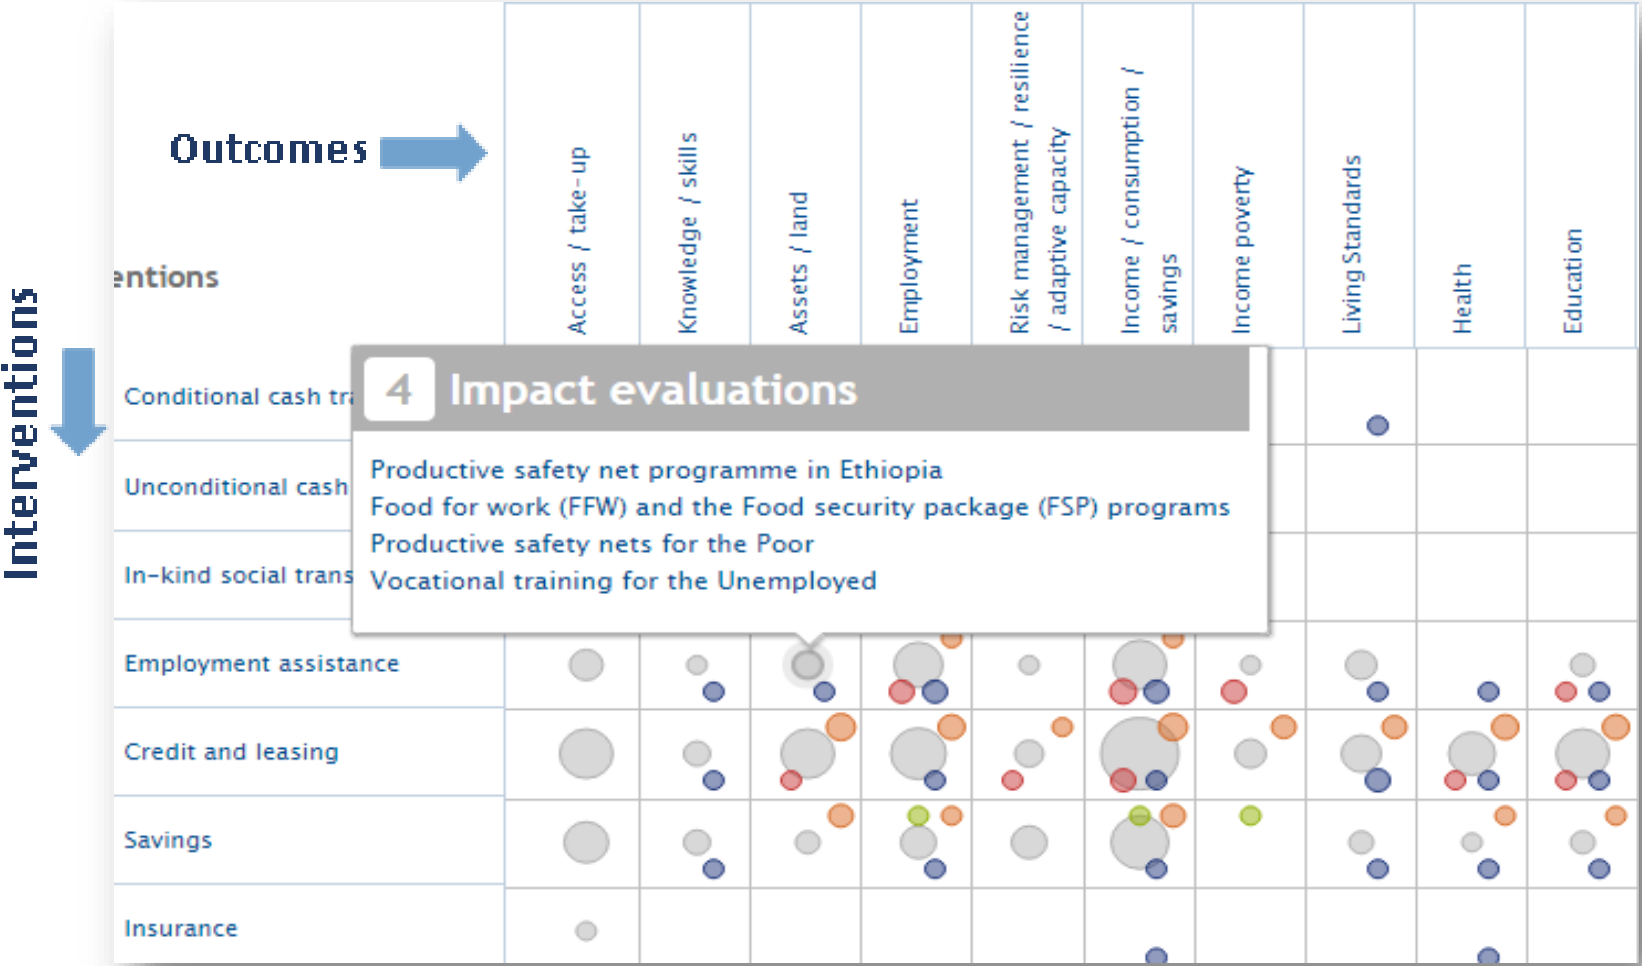 Outcomes
Interventions
entions
Access / take-up
Knowledge / skills
Assets / land
Employment
Risk management / resilience
/ adaptive capacity
Income / consumption /
savings
Income poverty
Living Standards
Health
Education
Conditional cash tra
Unconditional cash
In-kind social trans
Employment assistance
Credit and leasing
Savings
Insurance
4 Impact evaluations
Productive safety net programme in Ethiopia
Food for work (FFW) and the Food security package (FSP) programs
Productive safety nets for the Poor
Vocational training for the Unemployed